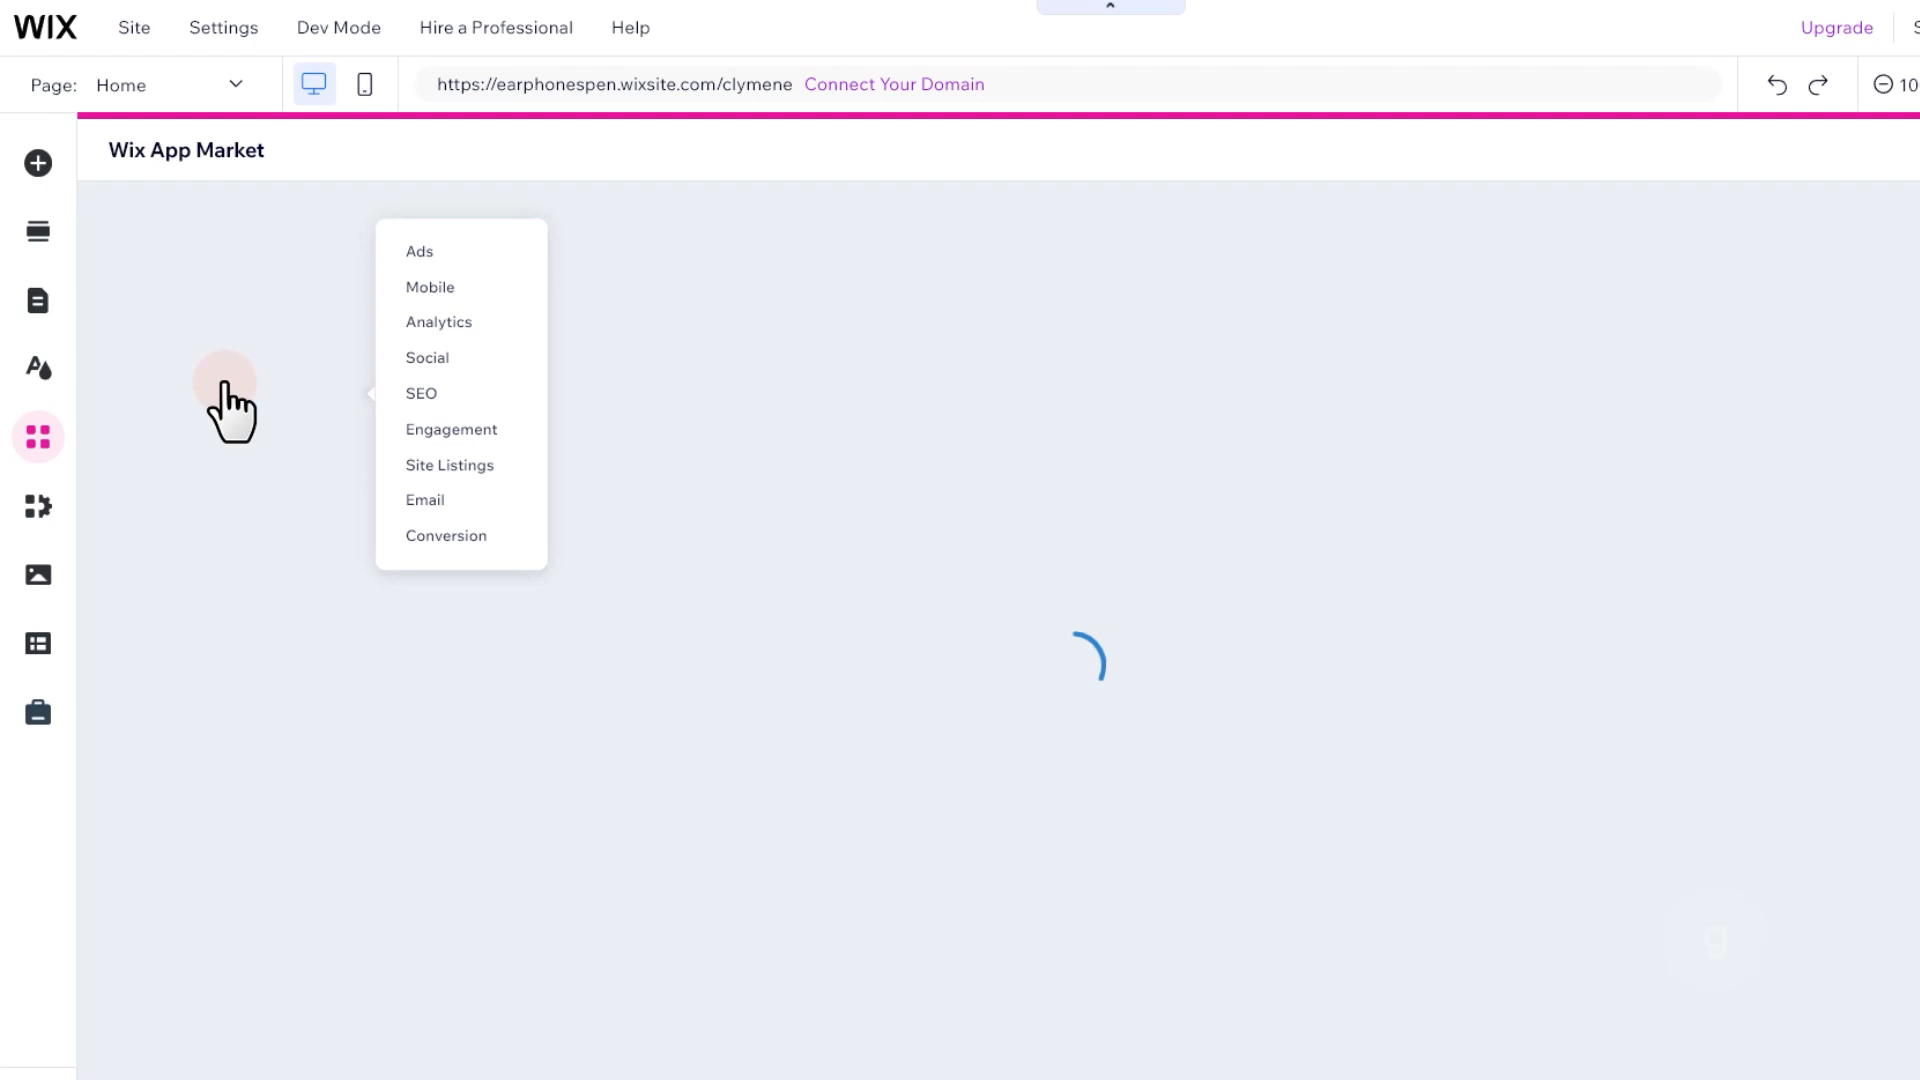 WIX Site Settings Dev Mode Hire a Professional Help Upgrade
Page: Home https://earphonespen.wixsite.com/clymene Connect Your Domain 10
Wix App Market
Ads
Mobile
Analytics
Social
SEO
Engagement
Site Listings
Email
Conversion
g